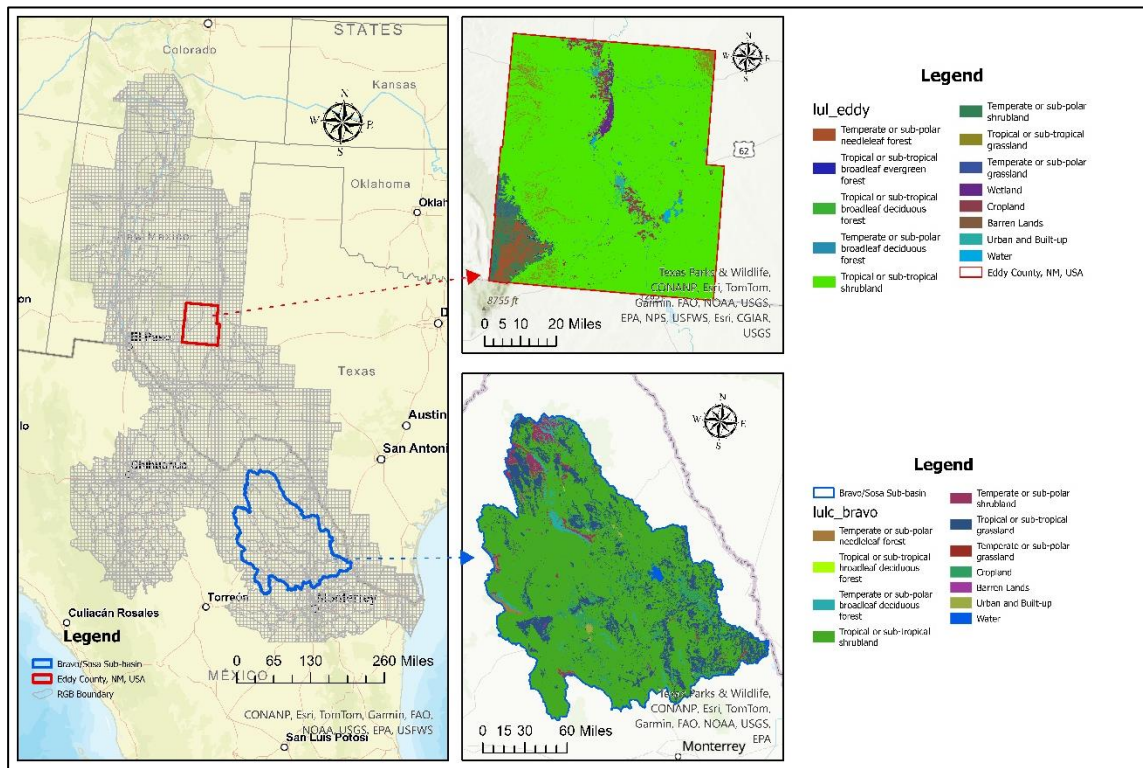 STATES
Colorado
Kansas
N
W
E
S
Oklahoma
Oklah
New Mexico
ton
El Paso
D
Texas
Austin
San Antoni
llo
Chihuahua
Torreón
Monterrey
Culiacán Rosales
Legend
Bravo/Sosa Sub-basin
Eddy County, NM, USA
RGB Boundary
0 65 130 260 Miles
MÉXICO
CONANP, Esri, TomTom, Garmin, FAO,
NOAA, USGS, EPA, USFWS
San Luis Potosí
N
W
E
S
62
8755 ft
0 5 10 20 Miles
Texas Parks & Wildlife,
CONANP, Esri, TomTom,
Garmin, FAO, NOAA, USGS,
EPA, NPS, USFWS, Esri, CGIAR,
USGS
Legend
lul_eddy
Temperate or sub-polar
needleleaf forest
Tropical or sub-tropical
broadleaf evergreen
forest
Tropical or sub-tropical
broadleaf deciduous
forest
Temperate or sub-polar
broadleaf deciduous
forest
Tropical or sub-tropical
shrubland
Temperate or sub-polar
shrubland
Tropical or sub-tropical
grassland
Temperate or sub-polar
grassland
Wetland
Cropland
Barren Lands
Urban and Built-up
Water
Eddy County, NM, USA
N
W
E
S
0 15 30 60 Miles
Texas Parks & Wildlife,
CONANP, Esri, TomTom,
Garmin, FAO, NOAA, USGS,
EPA
Monterrey
Legend
Bravo/Sosa Sub-basin
lulc_bravo
Temperate or sub-polar
needleleaf forest
Tropical or sub-tropical
broadleaf deciduous
forest
Temperate or sub-polar
broadleaf deciduous
forest
Tropical or sub-tropical
shrubland
Temperate or sub-polar
shrubland
Tropical or sub-tropical
grassland
Temperate or sub-polar
grassland
Cropland
Barren Lands
Urban and Built-up
Water